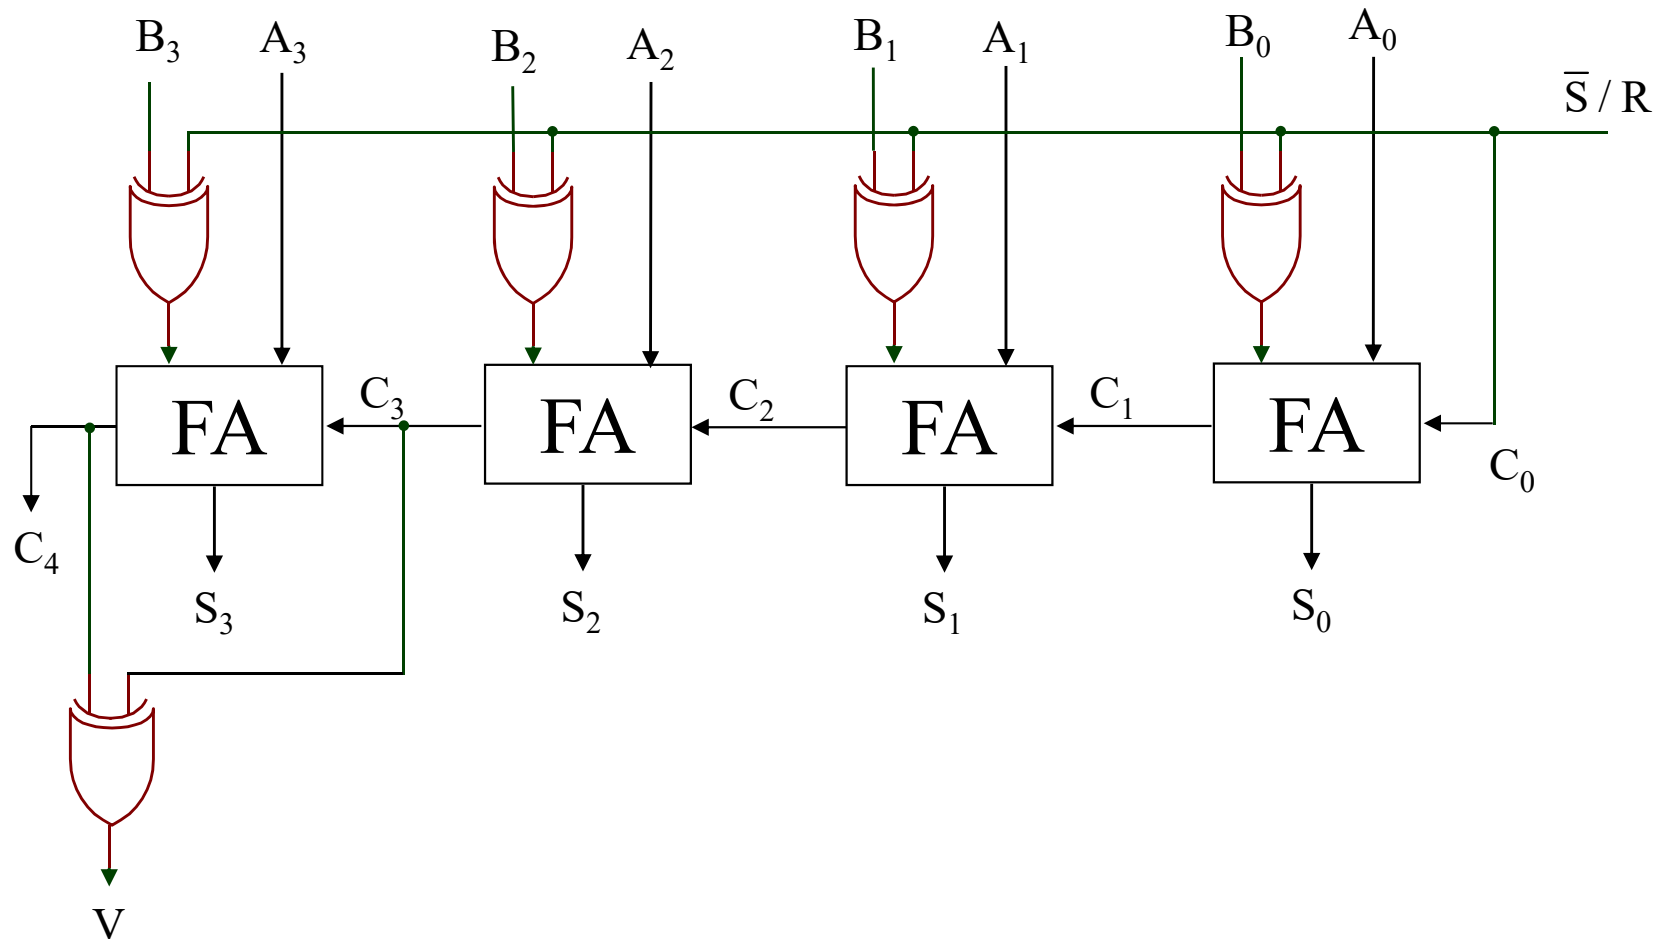 B₃ A₃ B₂ A₂ B₁ A₁ B₀ A₀
S̅ / R
FA C₃ FA C₂ FA C₁ FA C₀
C₄
S₃ S₂ S₁ S₀
V